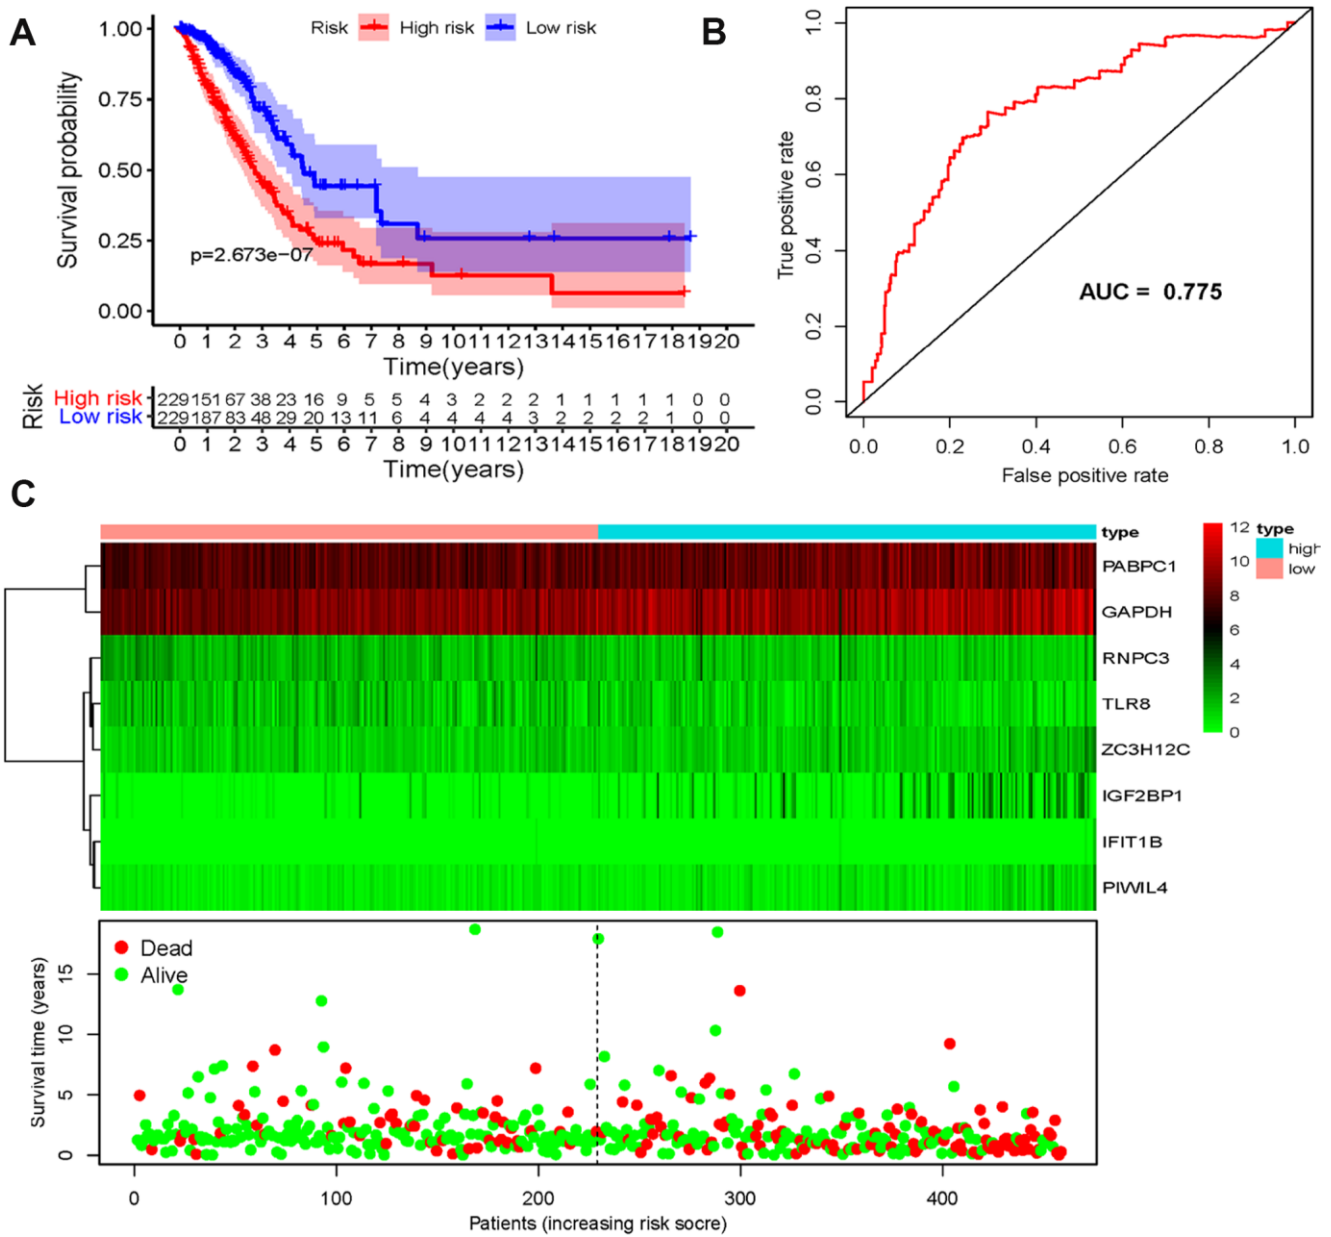 A
Risk High risk Low risk
Survival probability
1.00
0.75
0.50
0.25
0.00
p=2.673e−07
0 1 2 3 4 5 6 7 8 9 10 11 12 13 14 15 16 17 18 19 20
Time(years)
Risk
High risk 229 151 67 38 23 16 9 5 5 4 3 2 2 2 1 1 1 1 1 0 0
Low risk 229 187 83 48 29 20 13 11 6 4 4 4 4 3 2 2 2 2 1 0 0
0 1 2 3 4 5 6 7 8 9 10 11 12 13 14 15 16 17 18 19 20
Time(years)
B
True positive rate
1.0
0.8
0.6
0.4
0.2
0.0
AUC = 0.775
0.0 0.2 0.4 0.6 0.8 1.0
False positive rate
C
type
PABPC1
GAPDH
RNPC3
TLR8
ZC3H12C
IGF2BP1
IFIT1B
PIWIL4
12
10
8
6
4
2
0
type
high
low
Dead
Alive
Survival time (years)
15
10
5
0
0 100 200 300 400
Patients (increasing risk socre)